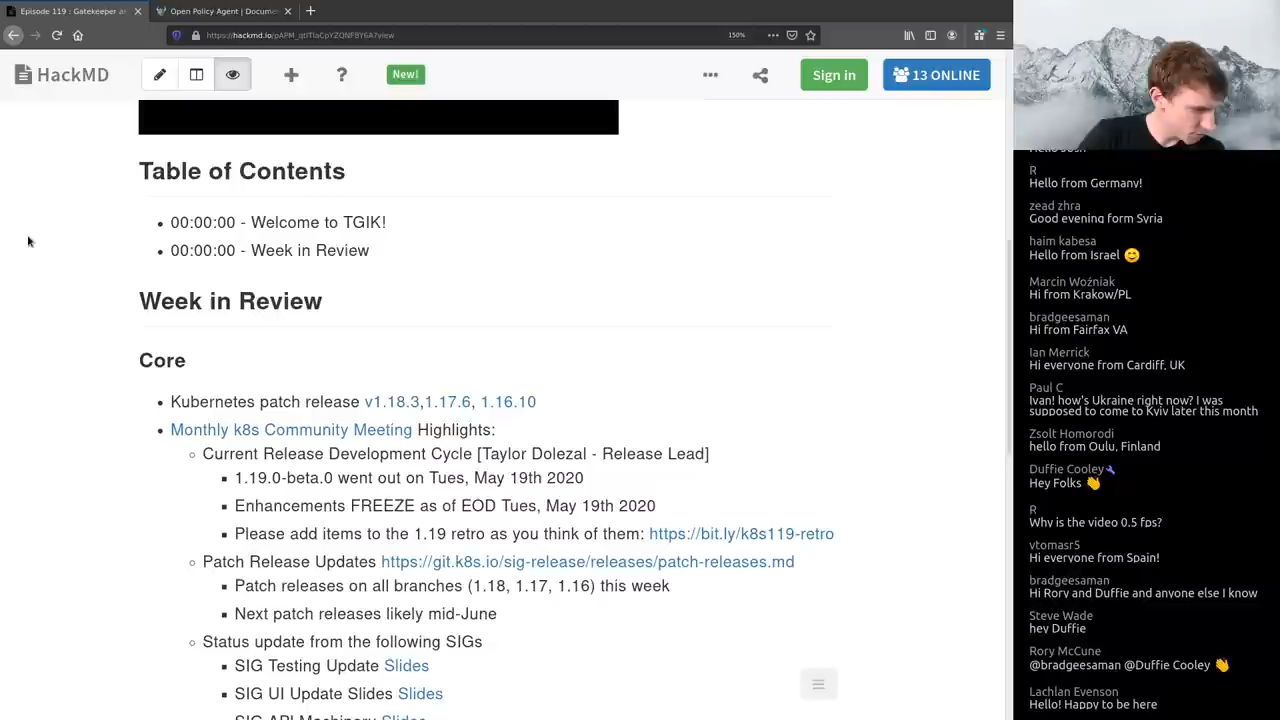 Episode 119 : Gatekeeper an
Open Policy Agent | Docume
https://hackmd.io/
150%
HackMD
New!
Sign in
13 ONLINE
Table of Contents
00:00:00 - Welcome to TGIK!
00:00:00 - Week in Review
Week in Review
Core
Kubernetes patch release v1.18.3,1.17.6, 1.16.10
Monthly k8s Community Meeting Highlights:
Current Release Development Cycle [Taylor Dolezal - Release Lead]
1.19.0-beta.0 went out on Tues, May 19th 2020
Enhancements FREEZE as of EOD Tues, May 19th 2020
Please add items to the 1.19 retro as you think of them: https://bit.ly/k8s119-retro
Patch Release Updates https://git.k8s.io/sig-release/releases/patch-releases.md
Patch releases on all branches (1.18, 1.17, 1.16) this week
Next patch releases likely mid-June
Status update from the following SIGs
SIG Testing Update Slides
SIG UI Update Slides Slides
SIG API Machinery Slides
R
Hello from Germany!
zead zhra
Good evening form Syria
haim kabesa
Hello from Israel 😊
Marcin Woźniak
Hi from Krakow/PL
bradgeesaman
Hi from Fairfax VA
Ian Merrick
Hi everyone from Cardiff, UK
Paul C
Ivan! how's Ukraine right now? I was
supposed to come to Kyiv later this month
Zsolt Homorodi
hello from Oulu, Finland
Duffie Cooley
Hey Folks 👋
R
Why is the video 0.5 fps?
vtomasr5
Hi everyone from Spain!
bradgeesaman
Hi Rory and Duffie and anyone else I know
Steve Wade
hey Duffie
Rory McCune
@bradgeesaman @Duffie Cooley 👋
Lachlan Evenson
Hello! Happy to be here